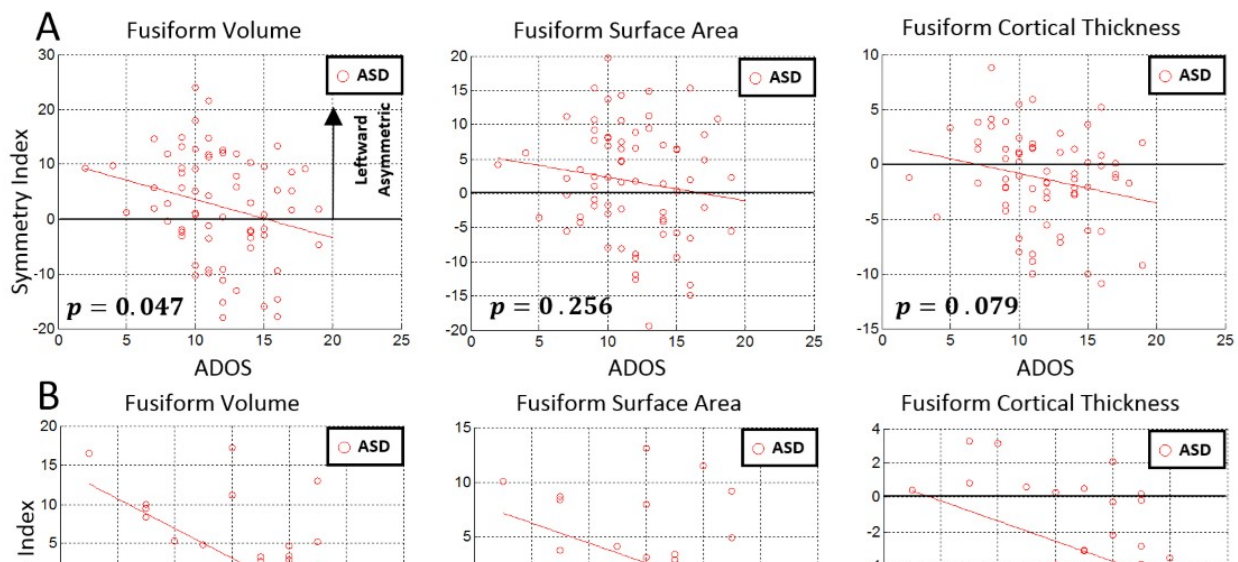 A
Fusiform Volume
Fusiform Surface Area
Fusiform Cortical Thickness
30
20
10
0
-10
-20
Symmetry Index
ASD
Leftward
Asymmetric
p = 0.047
0 5 10 15 20 25
ADOS
20
15
10
5
0
-5
-10
-15
-20
ASD
p = 0.256
0 5 10 15 20 25
ADOS
10
5
0
-5
-10
-15
ASD
p = 0.079
0 5 10 15 20 25
ADOS
B
Fusiform Volume
Fusiform Surface Area
Fusiform Cortical Thickness
20
15
10
5
Index
ASD
15
10
5
ASD
4
2
0
-2
ASD